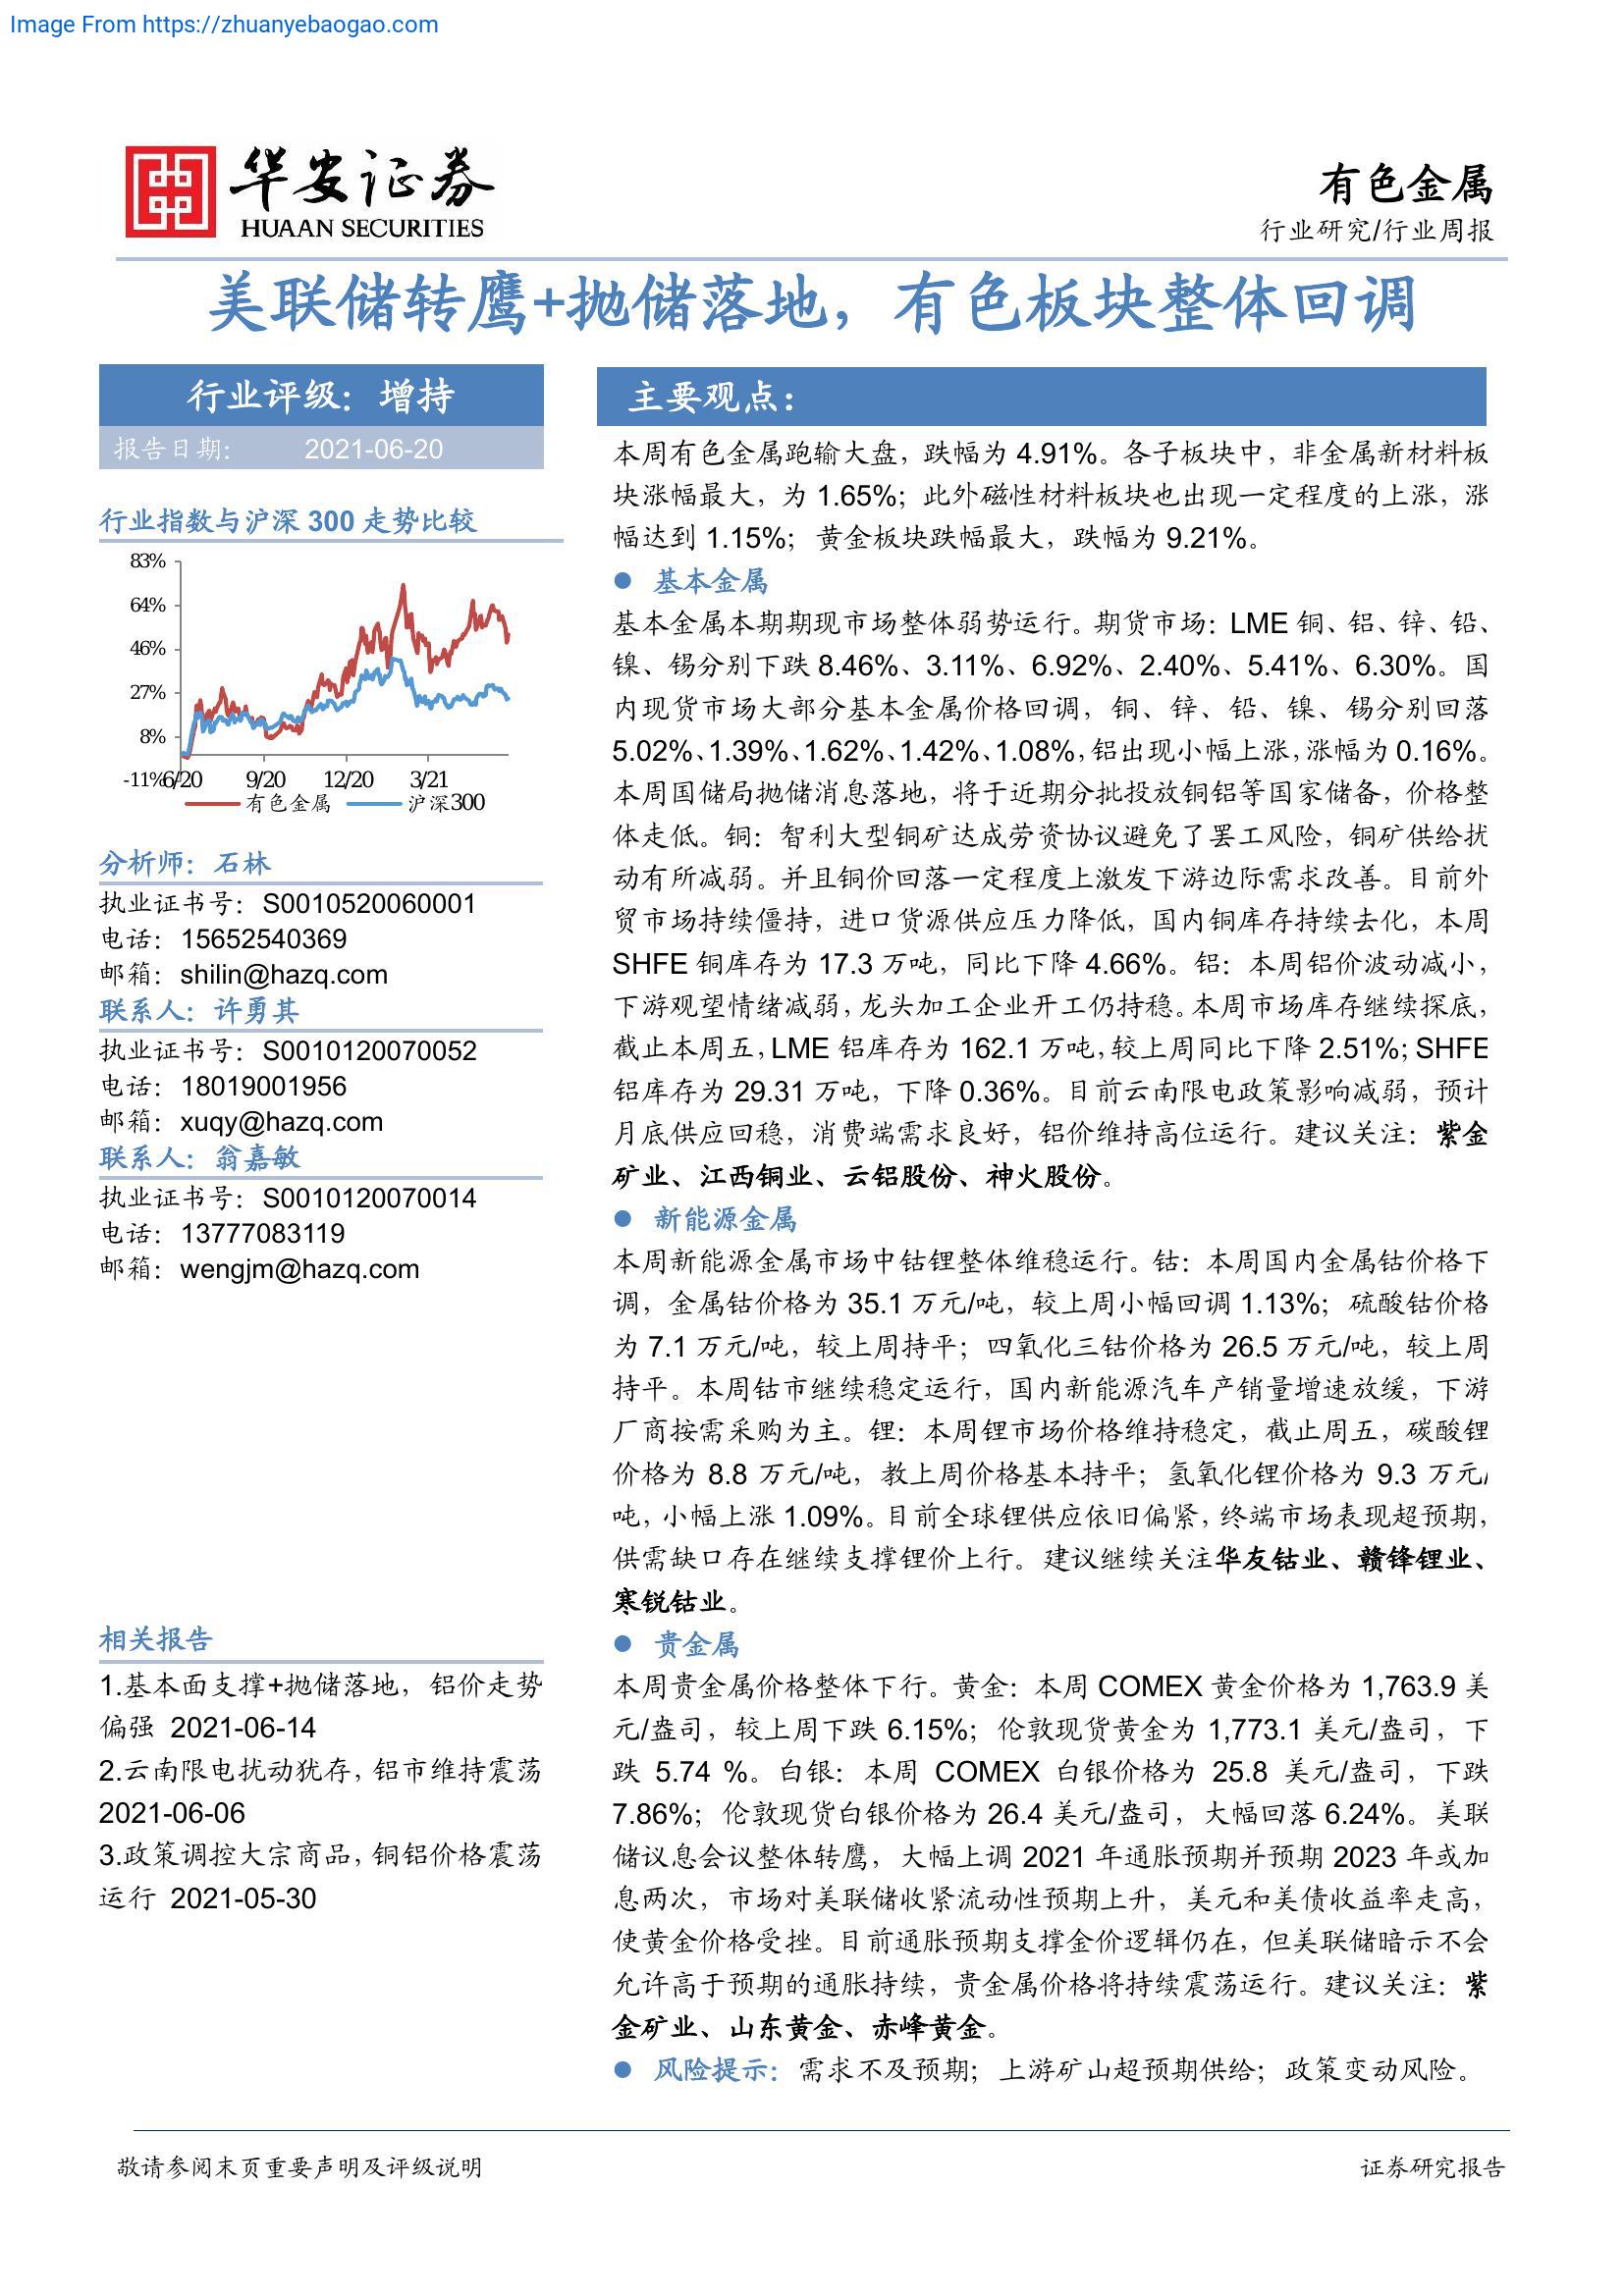 Image From https://zhuanyebaogao.com
华安证券
HUAAN SECURITIES
有色金属
行业研究/行业周报
美联储转鹰+抛储落地，有色板块整体回调
行业评级：增持
报告日期： 2021-06-20
行业指数与沪深 300 走势比较
83%
64%
46%
27%
8%
-11%
6/20 9/20 12/20 3/21
有色金属 沪深300
分析师：石林
执业证书号：S0010520060001
电话：15652540369
邮箱：shilin@hazq.com
联系人：许勇其
执业证书号：S0010120070052
电话：18019001956
邮箱：xuqy@hazq.com
联系人：翁嘉敏
执业证书号：S0010120070014
电话：13777083119
邮箱：wengjm@hazq.com
相关报告
1.基本面支撑+抛储落地，铝价走势
偏强 2021-06-14
2.云南限电扰动犹存，铝市维持震荡
2021-06-06
3.政策调控大宗商品，铜铝价格震荡
运行 2021-05-30
主要观点：
本周有色金属跑输大盘，跌幅为 4.91%。各子板块中，非金属新材料板
块涨幅最大，为 1.65%；此外磁性材料板块也出现一定程度的上涨，涨
幅达到 1.15%；黄金板块跌幅最大，跌幅为 9.21%。
● 基本金属
基本金属本期期现市场整体弱势运行。期货市场：LME 铜、铝、锌、铅、
镍、锡分别下跌 8.46%、3.11%、6.92%、2.40%、5.41%、6.30%。国
内现货市场大部分基本金属价格回调，铜、锌、铅、镍、锡分别回落
5.02%、1.39%、1.62%、1.42%、1.08%，铝出现小幅上涨，涨幅为 0.16%。
本周国储局抛储消息落地，将于近期分批投放铜铝等国家储备，价格整
体走低。铜：智利大型铜矿达成劳资协议避免了罢工风险，铜矿供给扰
动有所减弱。并且铜价回落一定程度上激发下游边际需求改善。目前外
贸市场持续僵持，进口货源供应压力降低，国内铜库存持续去化，本周
SHFE 铜库存为 17.3 万吨，同比下降 4.66%。铝：本周铝价波动减小，
下游观望情绪减弱，龙头加工企业开工仍持稳。本周市场库存继续探底，
截止本周五，LME 铝库存为 162.1 万吨，较上周同比下降 2.51%；SHFE
铝库存为 29.31 万吨，下降 0.36%。目前云南限电政策影响减弱，预计
月底供应回稳，消费端需求良好，铝价维持高位运行。建议关注：紫金
矿业、江西铜业、云铝股份、神火股份。
● 新能源金属
本周新能源金属市场中钴锂整体维稳运行。钴：本周国内金属钴价格下
调，金属钴价格为 35.1 万元/吨，较上周小幅回调 1.13%；硫酸钴价格
为 7.1 万元/吨，较上周持平；四氧化三钴价格为 26.5 万元/吨，较上周
持平。本周钴市继续稳定运行，国内新能源汽车产销量增速放缓，下游
厂商按需采购为主。锂：本周锂市场价格维持稳定，截止周五，碳酸锂
价格为 8.8 万元/吨，教上周价格基本持平；氢氧化锂价格为 9.3 万元/
吨，小幅上涨 1.09%。目前全球锂供应依旧偏紧，终端市场表现超预期，
供需缺口存在继续支撑锂价上行。建议继续关注华友钴业、赣锋锂业、
寒锐钴业。
● 贵金属
本周贵金属价格整体下行。黄金：本周 COMEX 黄金价格为 1,763.9 美
元/盎司，较上周下跌 6.15%；伦敦现货黄金为 1,773.1 美元/盎司，下
跌 5.74 %。白银：本周 COMEX 白银价格为 25.8 美元/盎司，下跌
7.86%；伦敦现货白银价格为 26.4 美元/盎司，大幅回落 6.24%。美联
储议息会议整体转鹰，大幅上调 2021 年通胀预期并预期 2023 年或加
息两次，市场对美联储收紧流动性预期上升，美元和美债收益率走高，
使黄金价格受挫。目前通胀预期支撑金价逻辑仍在，但美联储暗示不会
允许高于预期的通胀持续，贵金属价格将持续震荡运行。建议关注：紫
金矿业、山东黄金、赤峰黄金。
● 风险提示：需求不及预期；上游矿山超预期供给；政策变动风险。
敬请参阅末页重要声明及评级说明
证券研究报告